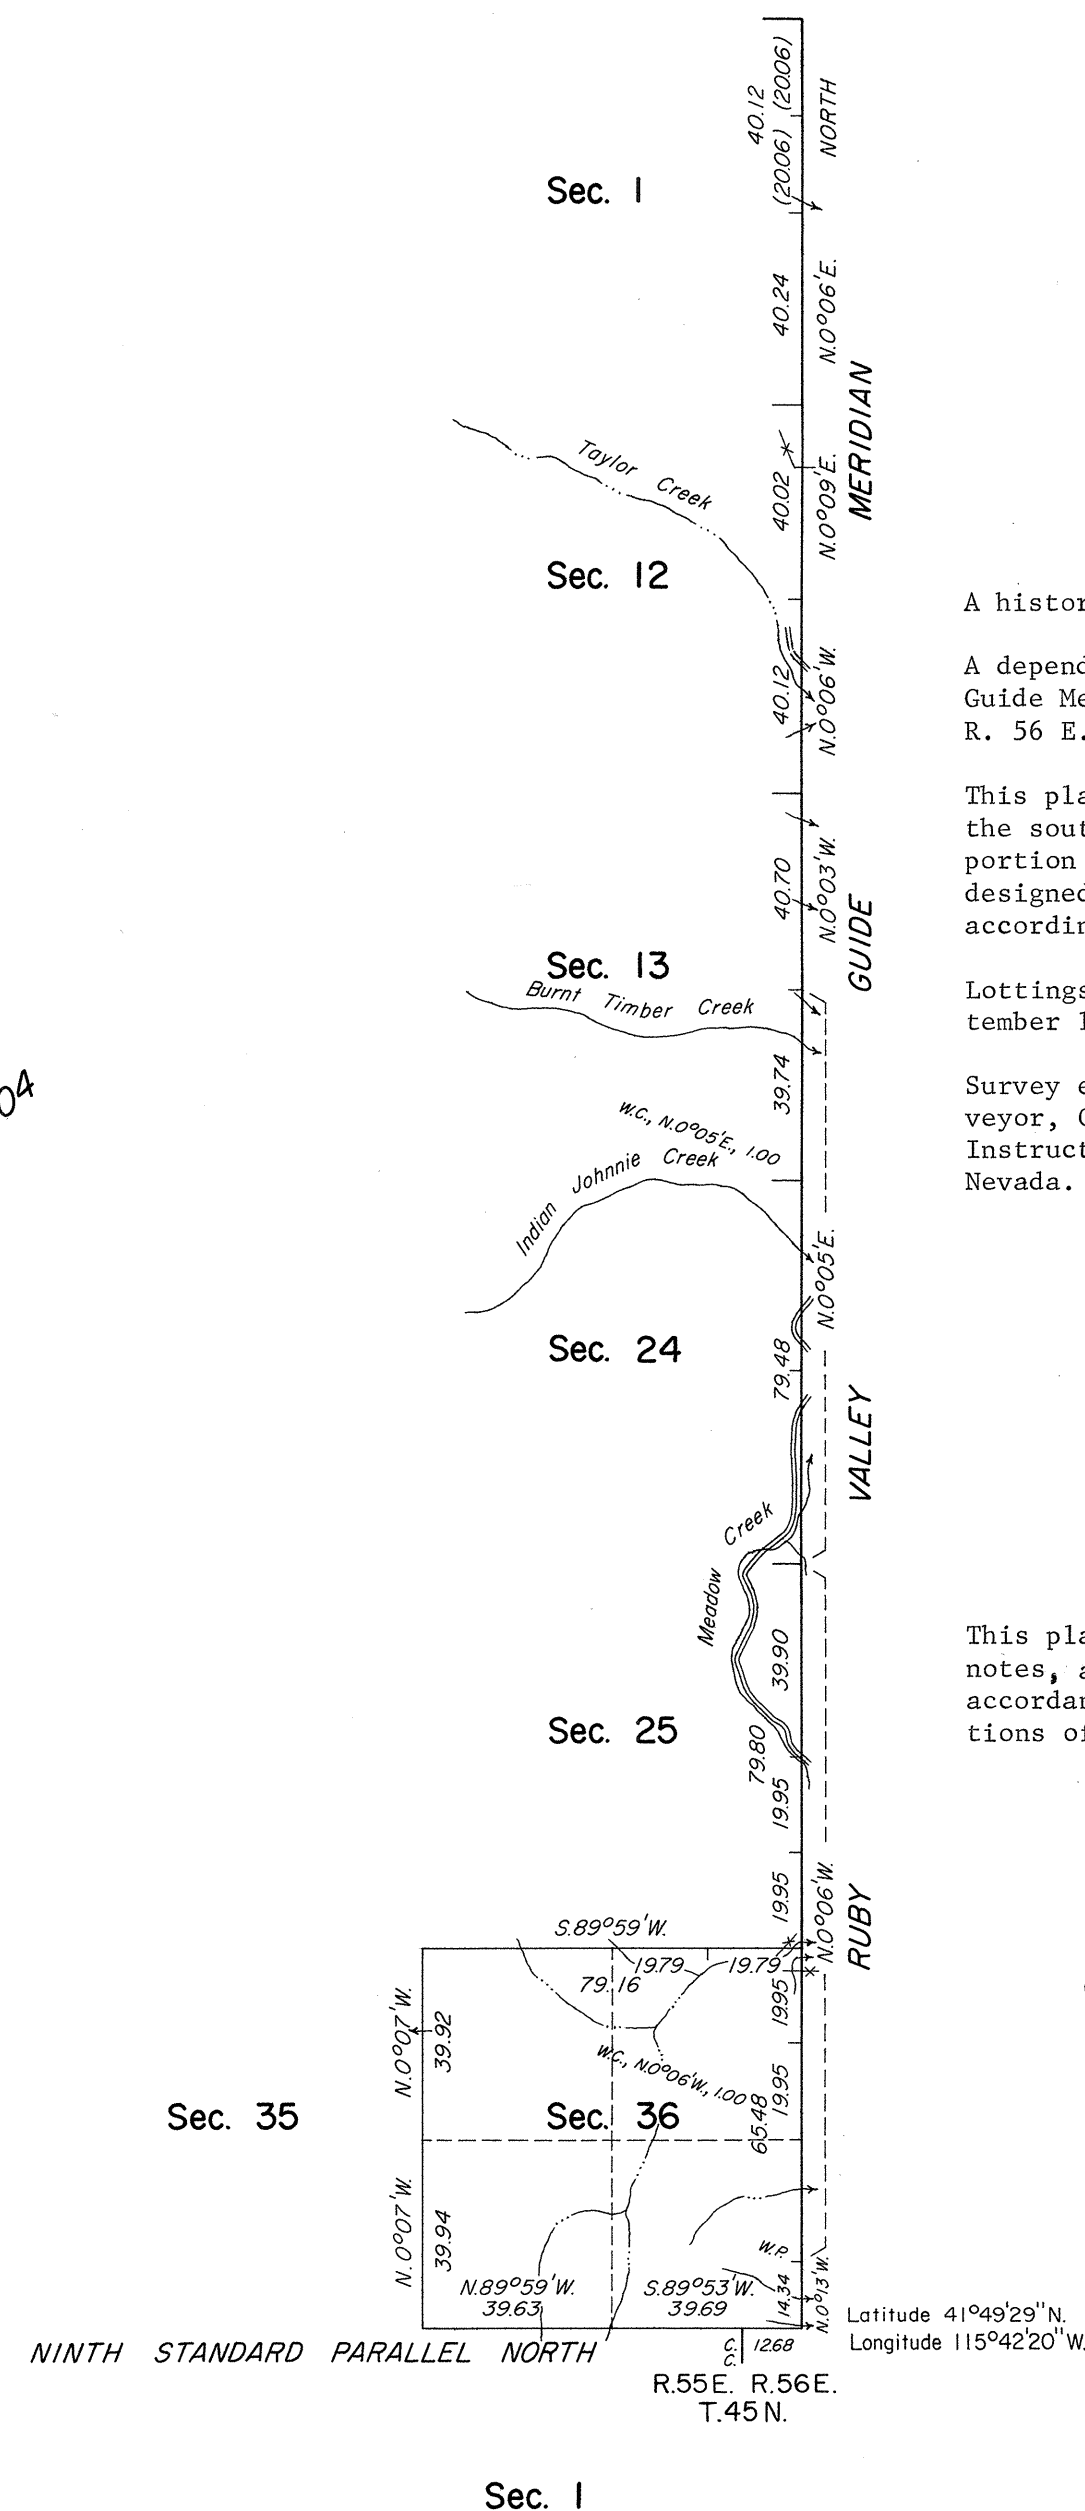 40.12
(20.06) (20.06)
NORTH
Sec. 1
40.24
N.0°06'E.
MERIDIAN
Taylor Creek
40.02
N.0°09'E.
Sec. 12
A histor
40.12
N.0°06'W.
A depend
Guide Me
R. 56 E.
This pla
the sout
portion
designed
accordin
40.70
N.0°03'W.
GUIDE
Sec. 13
Burnt Timber Creek
Lottings
tember 1
04
39.74
W.C., N.0°05'E., 1.00
Indian Johnnie Creek
Survey e
veyor, C
Instruct
Nevada.
N.0°05'E.
Sec. 24
79.48
VALLEY
Meadow Creek
39.90
This pla
notes, a
accordan
tions of
Sec. 25
79.80
19.95
19.95
N.0°06'W.
RUBY
S.89°59'W.
19.79 19.79
79.16
19.95
N.0°07'W.
39.92
W.C., N.0°06'W., 1.00
19.95
65.48
Sec. 35
Sec. 36
N.0°07'W.
39.94
W.P.
14.34
N.0°13'W.
N.89°59'W.
39.63
S.89°53'W.
39.69
Latitude 41°49'29"N.
Longitude 115°42'20"W.
NINTH STANDARD PARALLEL NORTH
C.
C.
1268
R.55E. R.56E.
T.45N.
Sec. 1